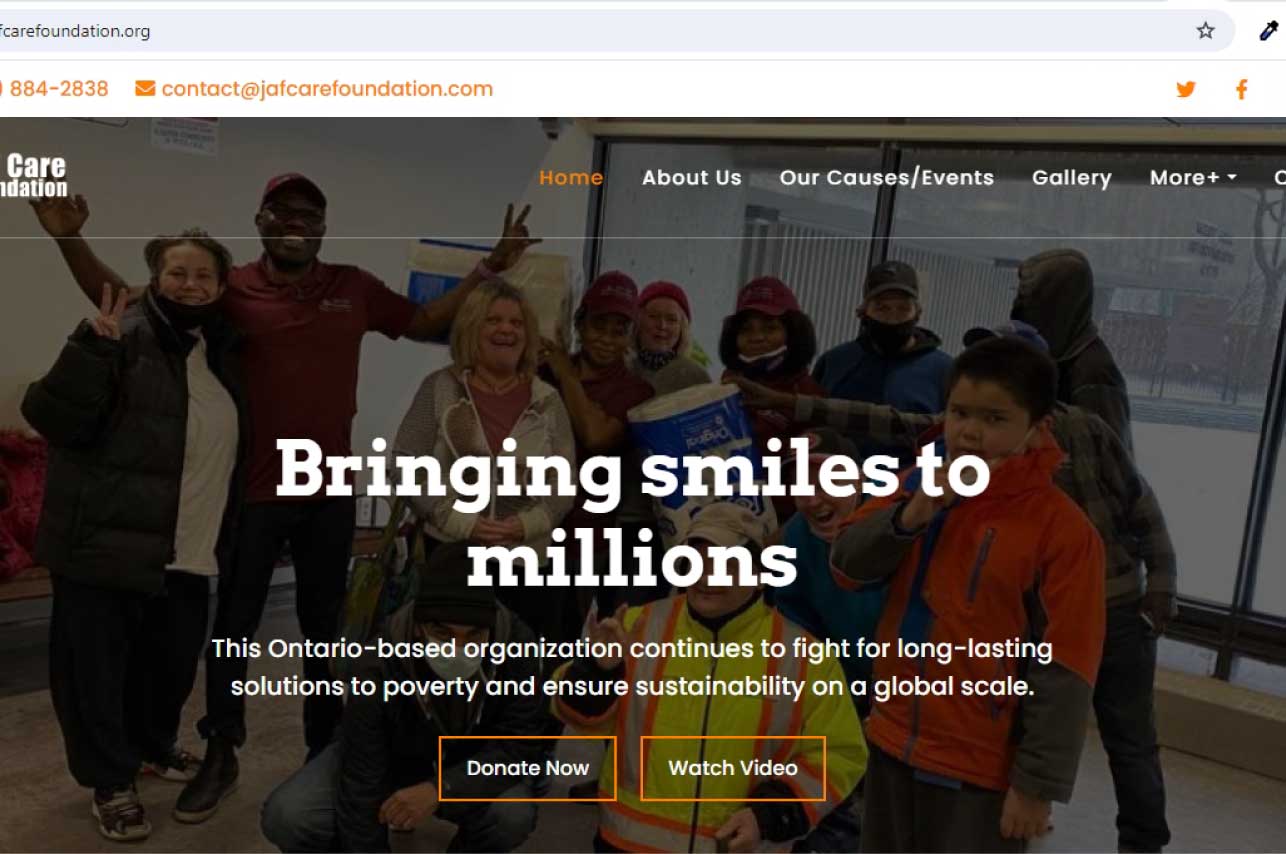 fcarefoundation.org
) 884-2838 contact@jafcarefoundation.com
Care
ndation
Home About Us Our Causes/Events Gallery More+ C
Original
Bringing smiles to
millions
This Ontario-based organization continues to fight for long-lasting
solutions to poverty and ensure sustainability on a global scale.
Donate Now Watch Video